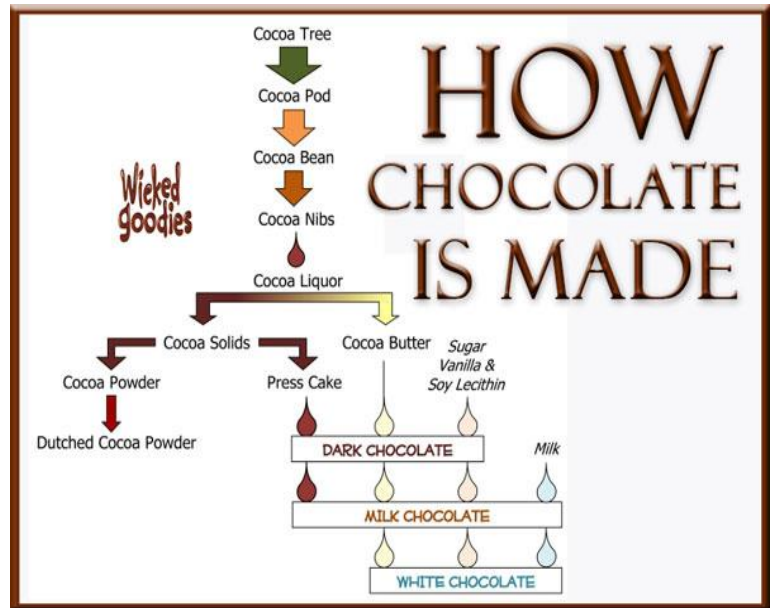 HOW
CHOCOLATE
IS MADE
Wicked
goodies
Cocoa Tree
Cocoa Pod
Cocoa Bean
Cocoa Nibs
Cocoa Liquor
Cocoa Solids
Cocoa Butter
Sugar
Vanilla &
Soy Lecithin
Cocoa Powder
Press Cake
Dutched Cocoa Powder
DARK CHOCOLATE
Milk
MILK CHOCOLATE
WHITE CHOCOLATE